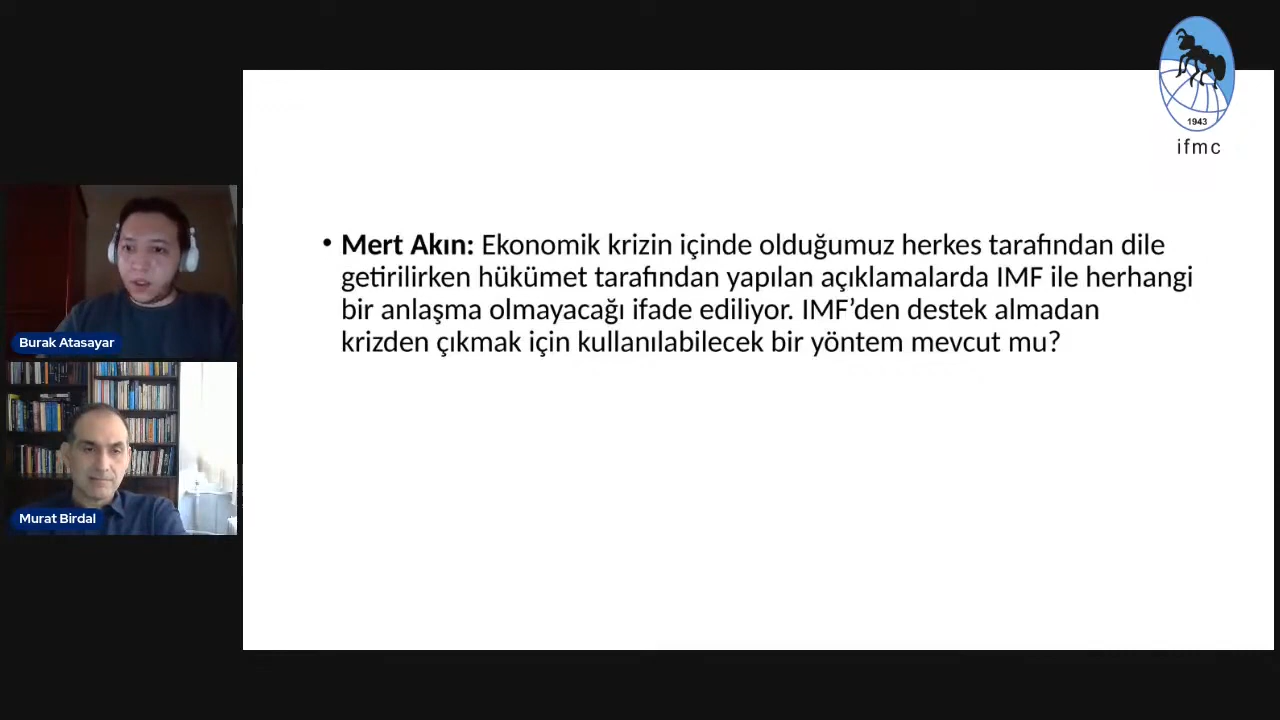 1943
ifmc
• Mert Akın: Ekonomik krizin içinde olduğumuz herkes tarafından dile
getirilirken hükümet tarafından yapılan açıklamalarda IMF ile herhangi
bir anlaşma olmayacağı ifade ediliyor. IMF’den destek almadan
krizden çıkmak için kullanılabilecek bir yöntem mevcut mu?
Burak Atasayar
Murat Birdal